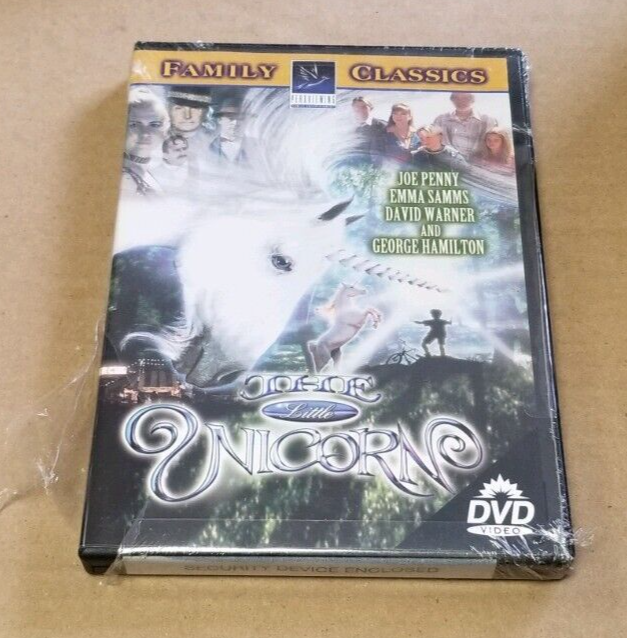 FAMILY CLASSICS
JOE PENNY
EMMA SAMMS
DAVID WARNER
AND
GEORGE HAMILTON
THE
Little
UNICORN
DVD
VIDEO
SECURITY DEVICE ENCLOSED